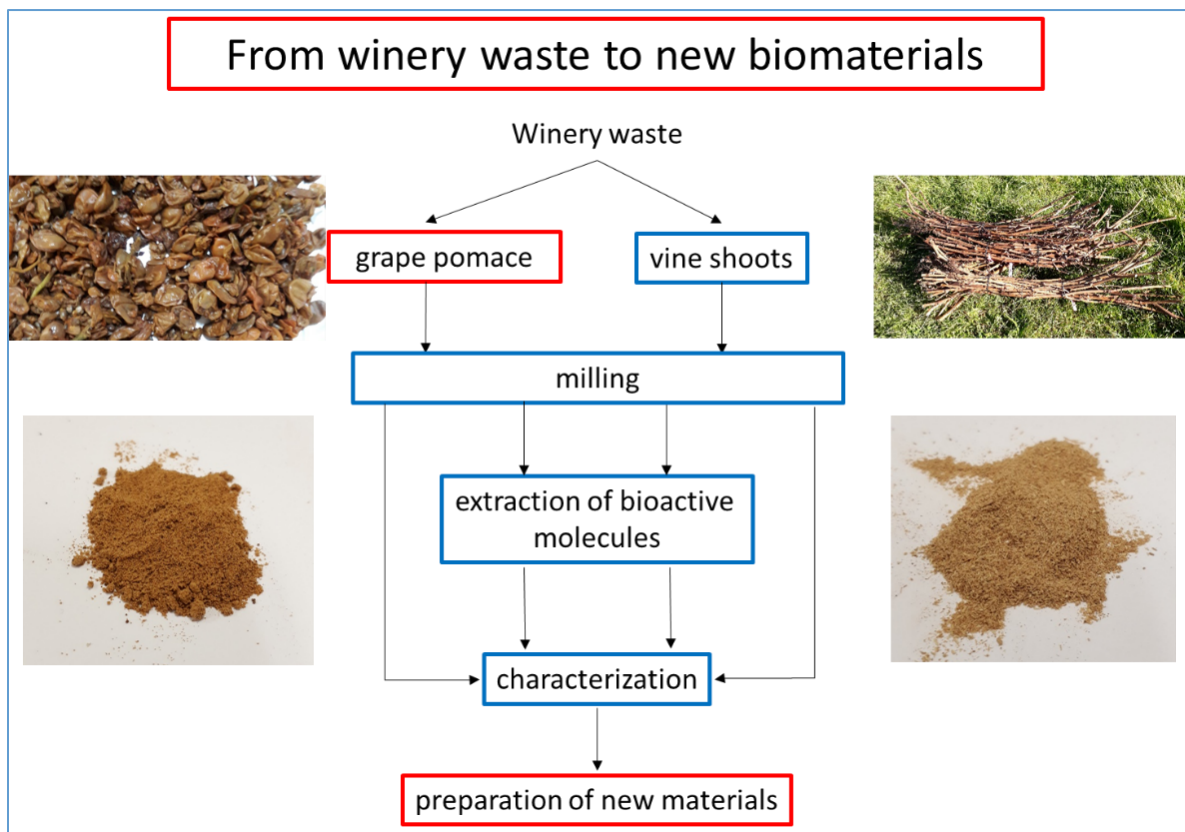 From winery waste to new biomaterials
Winery waste
grape pomace
vine shoots
milling
extraction of bioactive
molecules
characterization
preparation of new materials